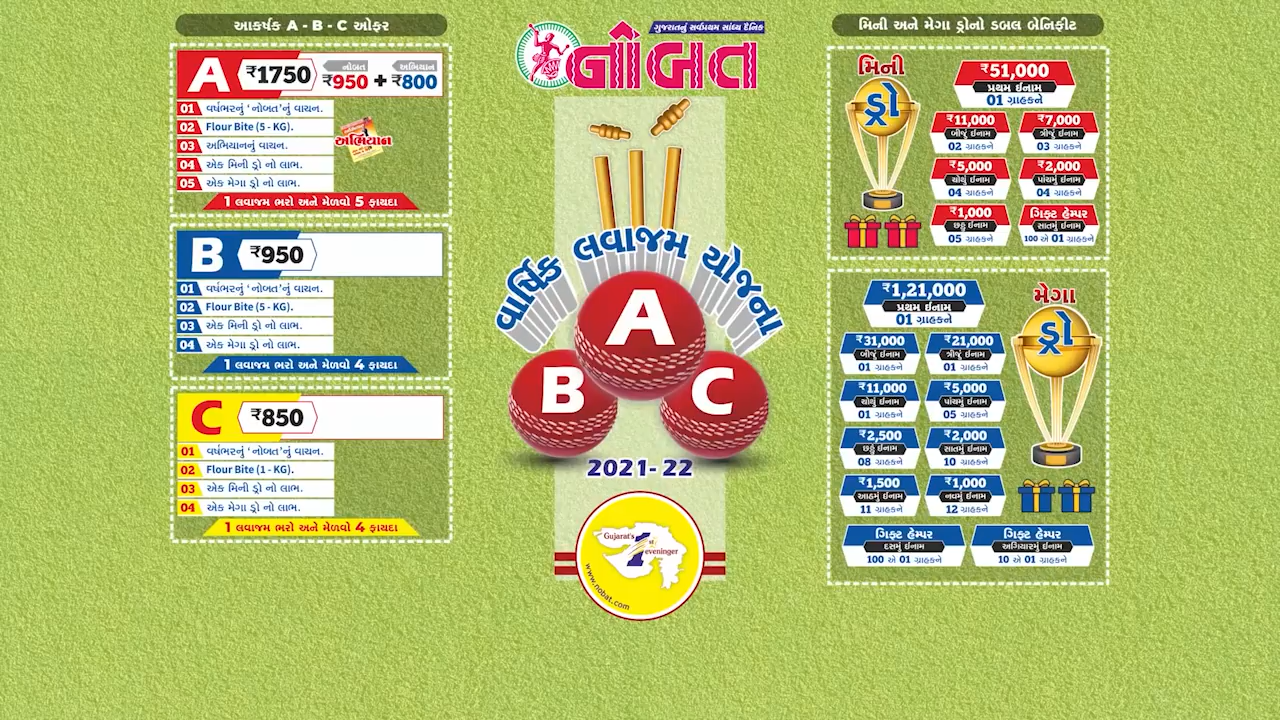 આકર્ષક A - B - C ઓફર
A ₹1750 નોબત ₹950 + અભિયાન ₹800
01 વર્ષભરનું 'નોબત'નું વાચન.
02 Flour Bite (5 - KG).
03 અભિયાનનું વાચન.
04 એક મિની ડ્રો નો લાભ.
05 એક મેગા ડ્રો નો લાભ.
અભિયાન
1 લવાજમ ભરો અને મેળવો 5 ફાયદા
B ₹950
01 વર્ષભરનું 'નોબત'નું વાચન.
02 Flour Bite (5 - KG).
03 એક મિની ડ્રો નો લાભ.
04 એક મેગા ડ્રો નો લાભ.
1 લવાજમ ભરો અને મેળવો 4 ફાયદા
C ₹850
01 વર્ષભરનું 'નોબત'નું વાચન.
02 Flour Bite (1 - KG).
03 એક મિની ડ્રો નો લાભ.
04 એક મેગા ડ્રો નો લાભ.
1 લવાજમ ભરો અને મેળવો 4 ફાયદા
ગુજરાતનું સર્વપ્રથમ સાંધ્ય દૈનિક
નોબત
વાર્ષિક લવાજમ યોજના
A
B C
2021- 22
Gujarat's 1st eveninger
www.nobat.com
મિની અને મેગા ડ્રોનો ડબલ બેનિફીટ
મિની
ડ્રો
₹51,000
પ્રથમ ઈનામ
01 ગ્રાહકને
₹11,000 ₹7,000
બીજું ઈનામ ત્રીજું ઈનામ
02 ગ્રાહકને 03 ગ્રાહકને
₹5,000 ₹2,000
ચોથું ઈનામ પાંચમું ઈનામ
04 ગ્રાહકને 04 ગ્રાહકને
₹1,000 ગિફ્ટ હેમ્પર
છઠ્ઠું ઈનામ સાતમું ઈનામ
05 ગ્રાહકને 100 એ 01 ગ્રાહકને
₹1,21,000
પ્રથમ ઈનામ
01 ગ્રાહકને
મેગા
ડ્રો
₹31,000 ₹21,000
બીજું ઈનામ ત્રીજું ઈનામ
01 ગ્રાહકને 01 ગ્રાહકને
₹11,000 ₹5,000
ચોથું ઈનામ પાંચમું ઈનામ
01 ગ્રાહકને 05 ગ્રાહકને
₹2,500 ₹2,000
છઠ્ઠું ઈનામ સાતમું ઈનામ
08 ગ્રાહકને 10 ગ્રાહકને
₹1,500 ₹1,000
આઠમું ઈનામ નવમું ઈનામ
11 ગ્રાહકને 12 ગ્રાહકને
ગિફ્ટ હેમ્પર ગિફ્ટ હેમ્પર
દસમું ઈનામ અગિયારમું ઈનામ
100 એ 01 ગ્રાહકને 10 એ 01 ગ્રાહકને